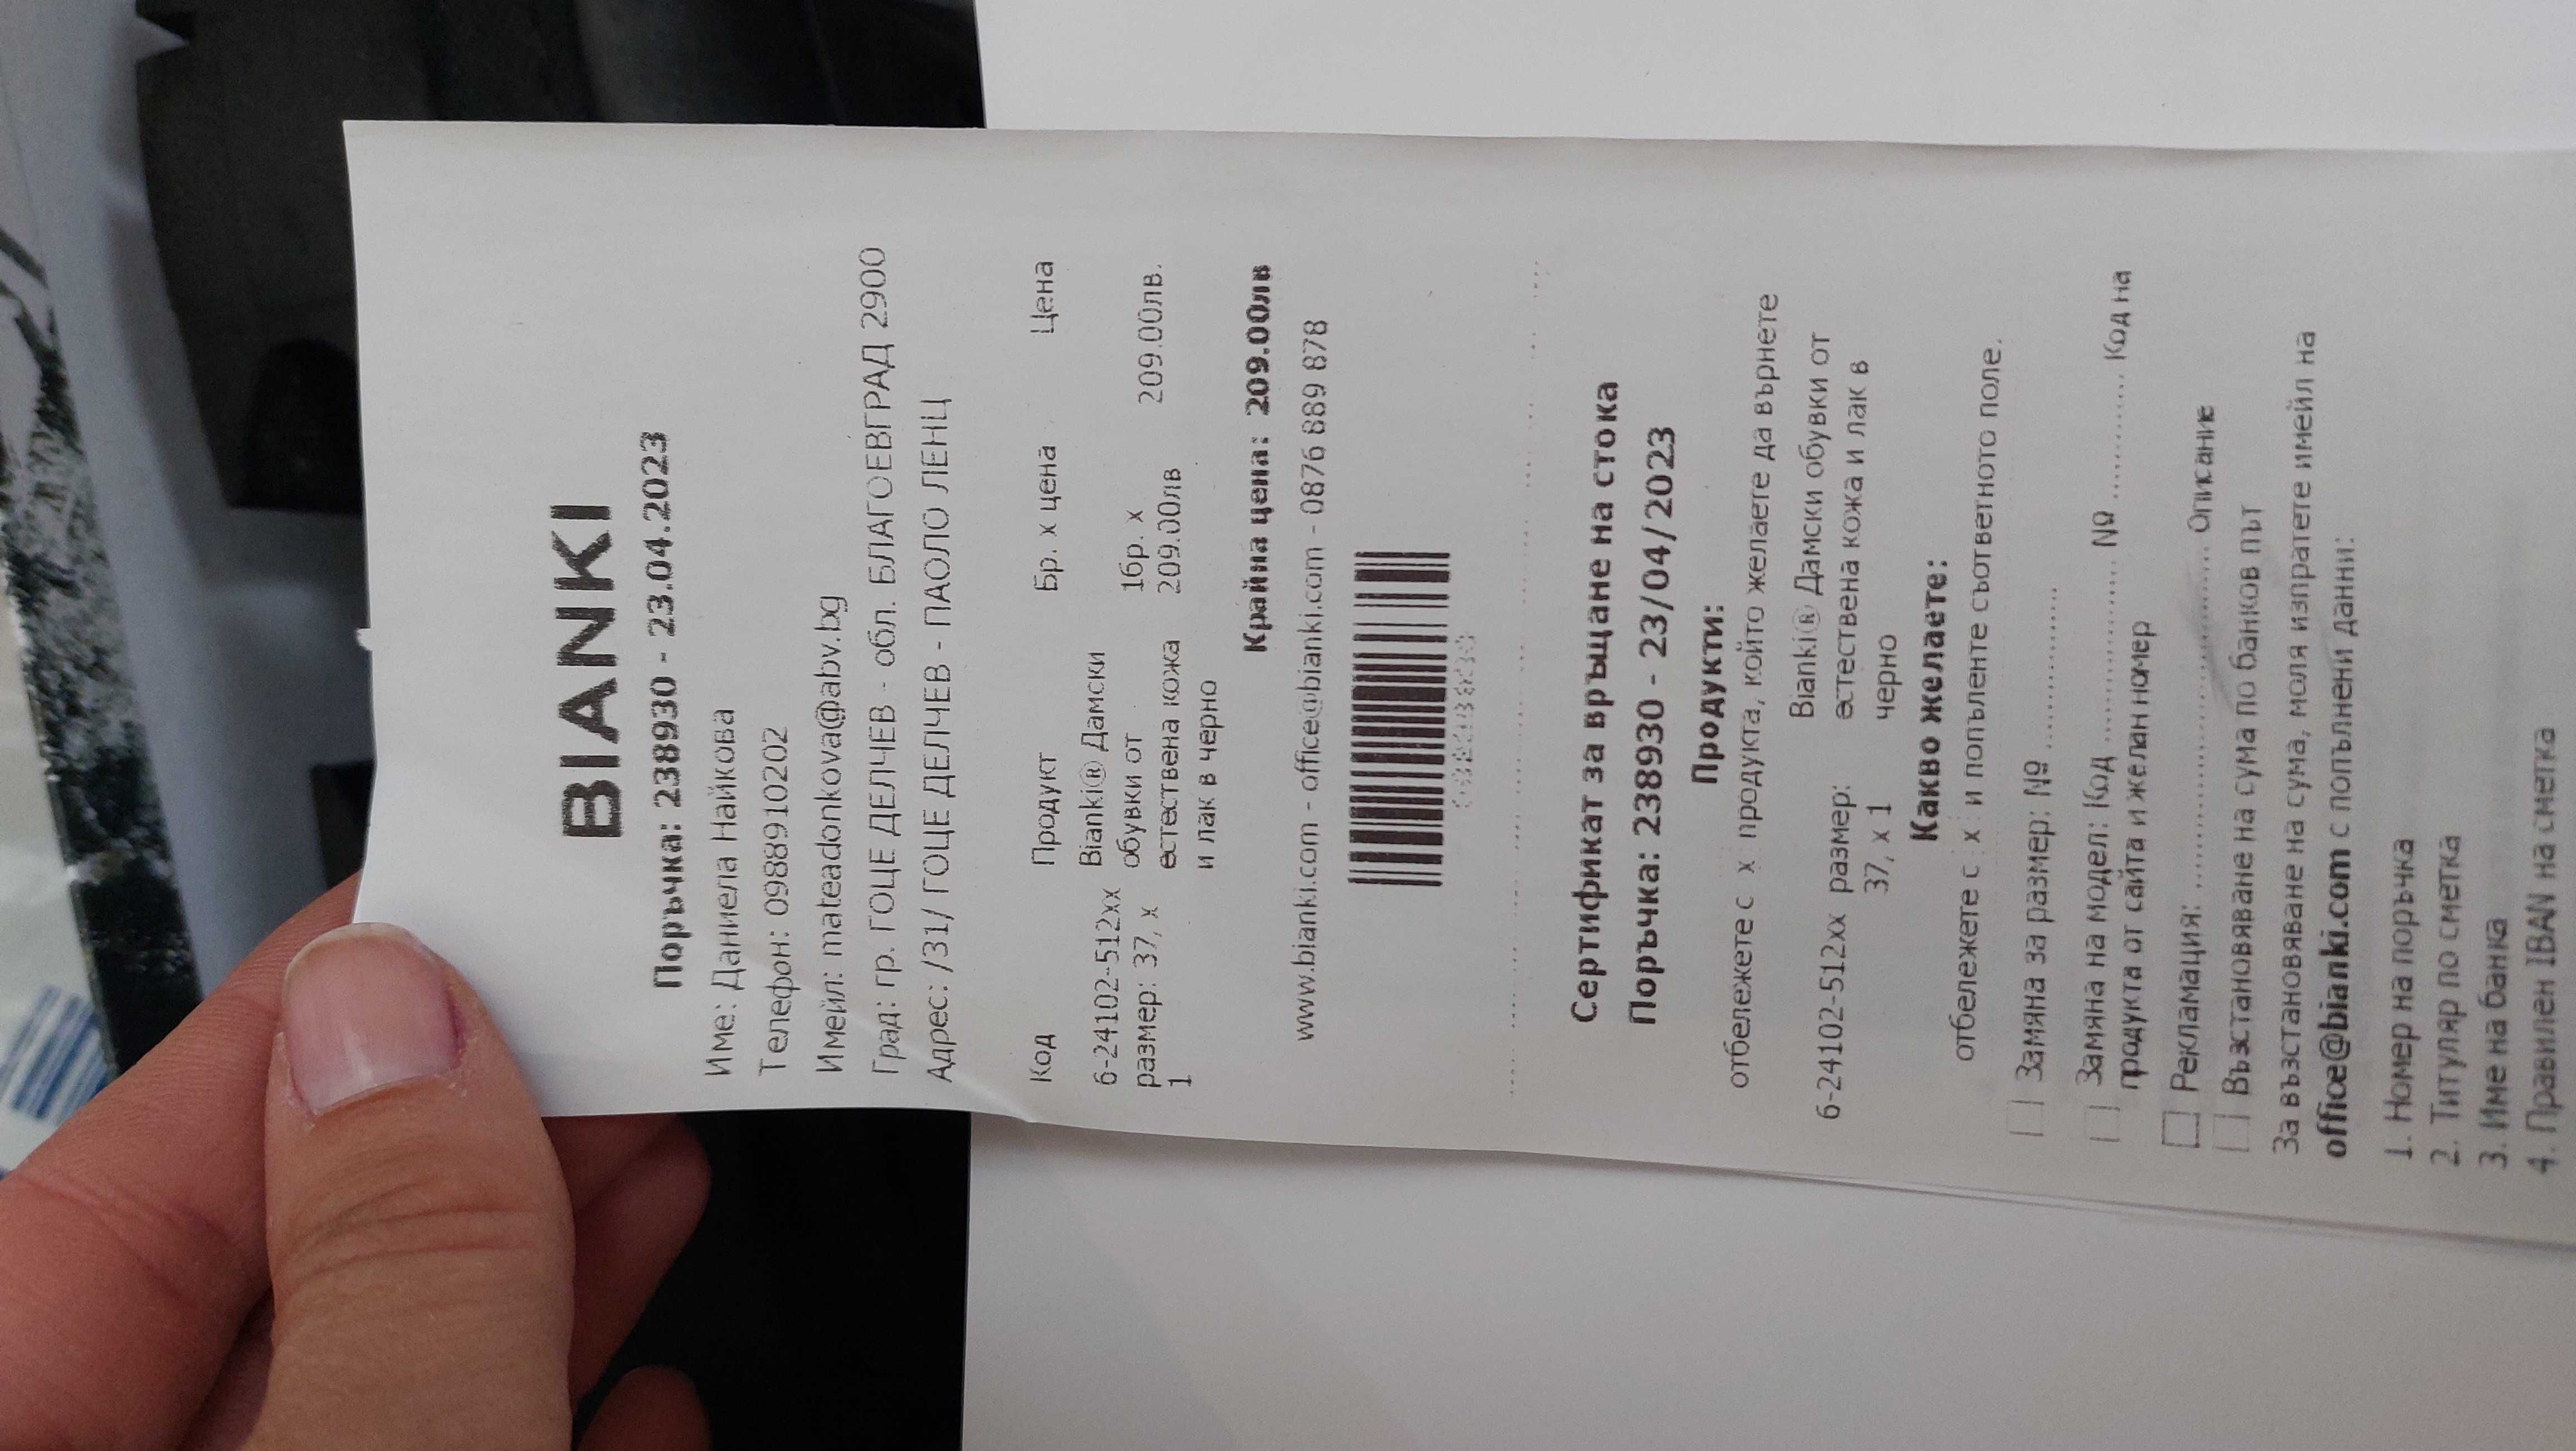 BIANKI
Поръчка: 238930 - 23.04.2023
Име: Даниела Найкова
Телефон: 0988910202
Имейл: mateadonkova@abv.bg
Град: гр. ГОЦЕ ДЕЛЧЕВ - обл. БЛАГОЕВГРАД 2900
Адрес: /31/ ГОЦЕ ДЕЛЧЕВ - ПАОЛО ЛЕНЦ
Код Продукт Бр. x цена Цена
6-24102-512xx Bianki® Дамски
размер: 37, x обувки от 1бр. x
1 естествена кожа 209.00лв 209.00лв.
и лак в черно
Крайна цена: 209.00лв
www.bianki.com - office@bianki.com - 0876 889 878
Сертификат за връщане на стока
Поръчка: 238930 - 23/04/2023
Продукти:
отбележете с x продукта, който желаете да върнете
6-24102-512xx размер: Bianki® Дамски обувки от
37, x 1 естествена кожа и лак в
черно
Какво желаете:
отбележете с x и попълнете съответното поле.
Замяна за размер: № ..................
Замяна на модел: Код .................... № .............. Код на
продукта от сайта и желан номер
Рекламация: ........................................ Описание
Възстановяване на сума по банков път
За възстановяване на сума, моля изпратете имейл на
office@bianki.com с попълнени данни:
1. Номер на поръчка
2. Титуляр по сметка
3. Име на банка
4. Правилен IBAN на сметка